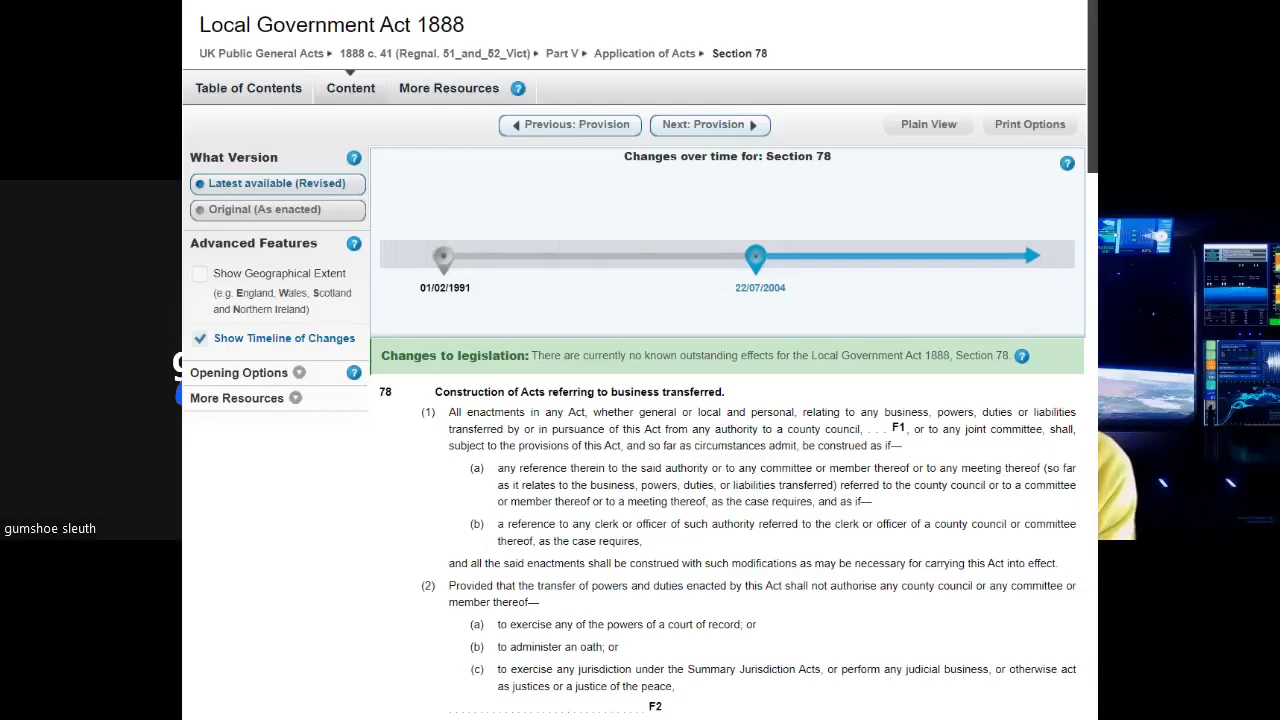 Local Government Act 1888
UK Public General Acts ▸ 1888 c. 41 (Regnal. 51_and_52_Vict) ▸ Part V ▸ Application of Acts ▸ Section 78
Table of Contents Content More Resources ?
Previous: Provision Next: Provision Plain View Print Options
What Version ?
Latest available (Revised)
Original (As enacted)
Advanced Features ?
Show Geographical Extent
(e.g. England, Wales, Scotland
and Northern Ireland)
Show Timeline of Changes
Opening Options ?
More Resources
gumshoe sleuth
Changes over time for: Section 78 ?
01/02/1991 22/07/2004
Changes to legislation: There are currently no known outstanding effects for the Local Government Act 1888, Section 78. ?
78 Construction of Acts referring to business transferred.
(1) All enactments in any Act, whether general or local and personal, relating to any business, powers, duties or liabilities
transferred by or in pursuance of this Act from any authority to a county council, . . . F1, or to any joint committee, shall,
subject to the provisions of this Act, and so far as circumstances admit, be construed as if—
(a) any reference therein to the said authority or to any committee or member thereof or to any meeting thereof (so far
as it relates to the business, powers, duties, or liabilities transferred) referred to the county council or to a committee
or member thereof or to a meeting thereof, as the case requires, and as if—
(b) a reference to any clerk or officer of such authority referred to the clerk or officer of a county council or committee
thereof, as the case requires,
and all the said enactments shall be construed with such modifications as may be necessary for carrying this Act into effect.
(2) Provided that the transfer of powers and duties enacted by this Act shall not authorise any county council or any committee or
member thereof—
(a) to exercise any of the powers of a court of record; or
(b) to administer an oath; or
(c) to exercise any jurisdiction under the Summary Jurisdiction Acts, or perform any judicial business, or otherwise act
as justices or a justice of the peace,
. . . . . . . . . . . . . . . . . . . . . . . . . . . . . . . . F2